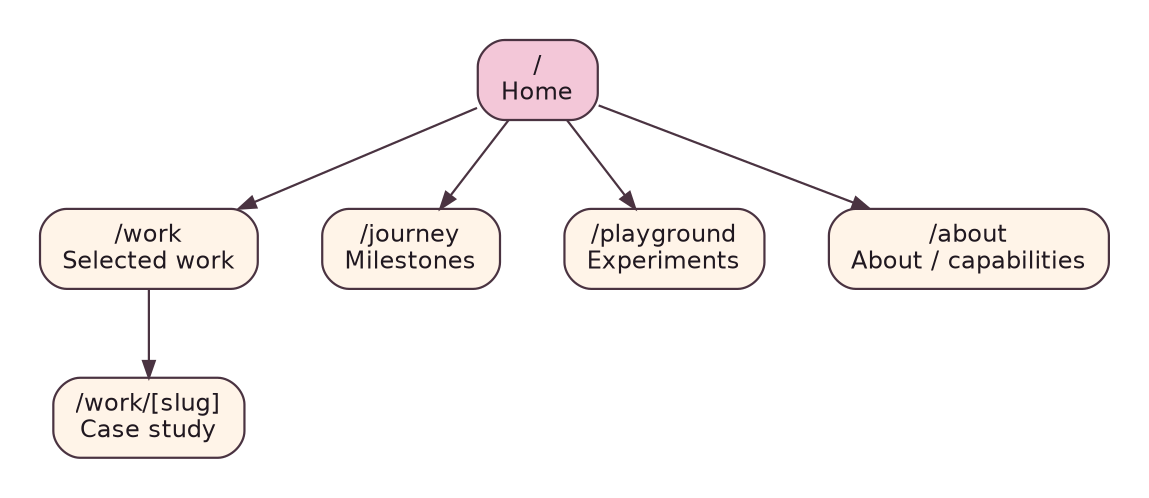 /
Home
/work
Selected work
/journey
Milestones
/playground
Experiments
/about
About / capabilities
/work/[slug]
Case study